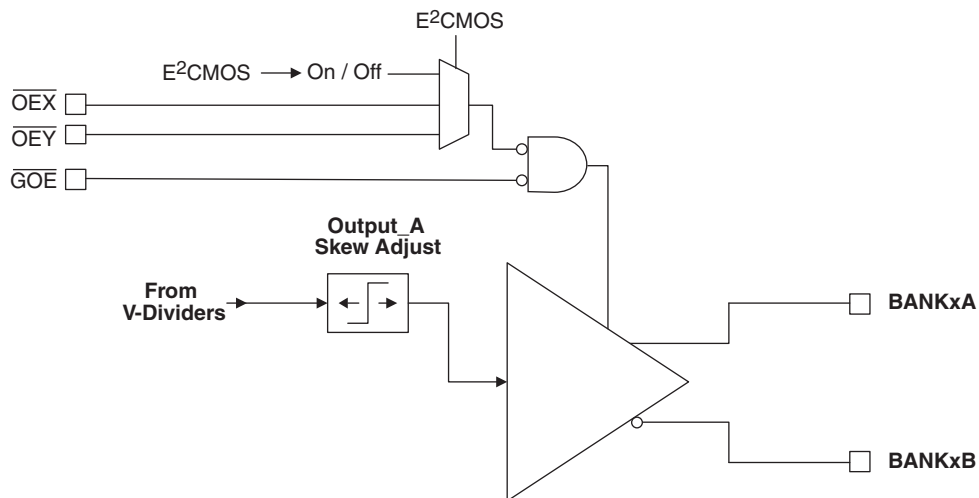 E²CMOS
E²CMOS On / Off
OEX
OEY
GOE
Output_A
Skew Adjust
From
V-Dividers
BANKxA
BANKxB